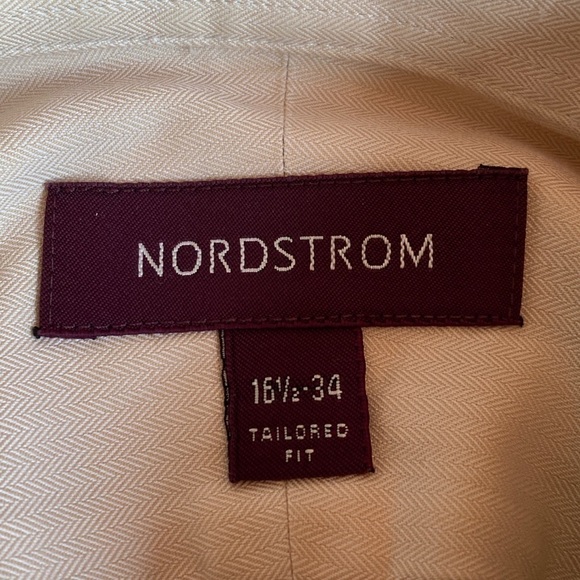 NORDSTROM
16½-34
TAILORED
FIT